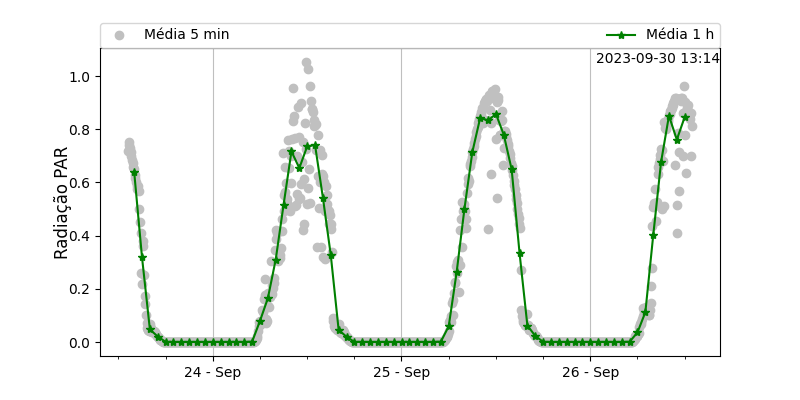 Média 5 min
Média 1 h
2023-09-30 13:14
Radiação PAR
1.0
0.8
0.6
0.4
0.2
0.0
24 - Sep
25 - Sep
26 - Sep